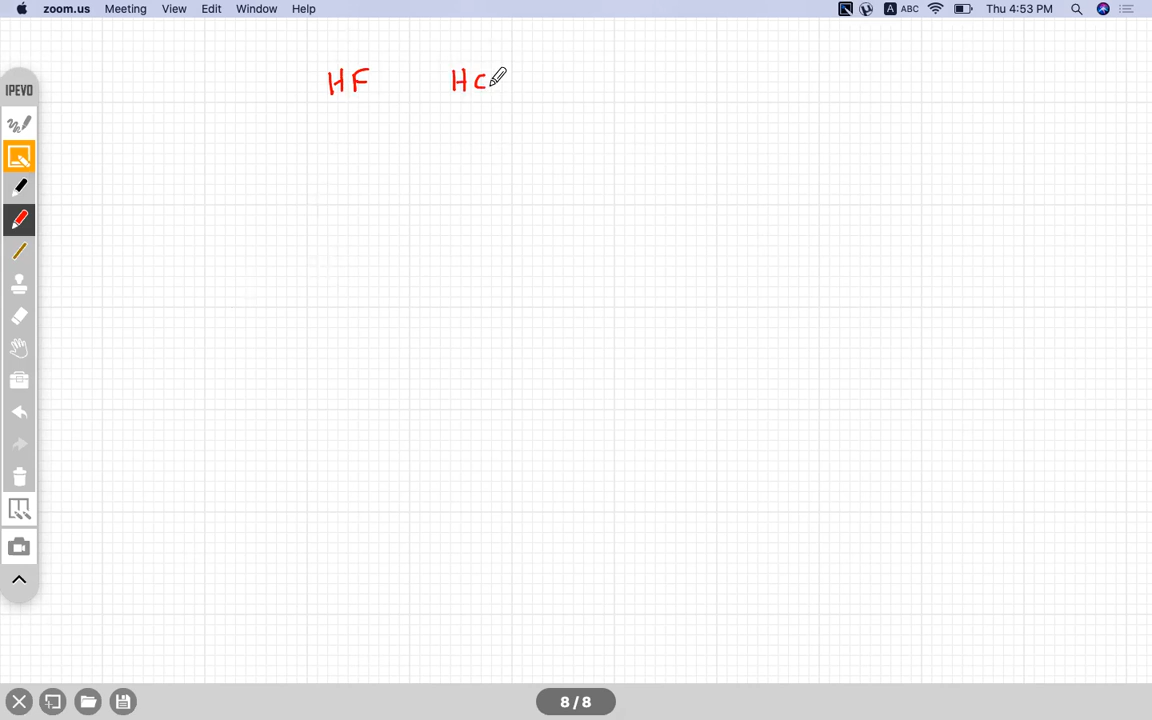 zoom.us Meeting View Edit Window Help A ABC Thu 4:53 PM
IPEVO
HF HC
8 / 8